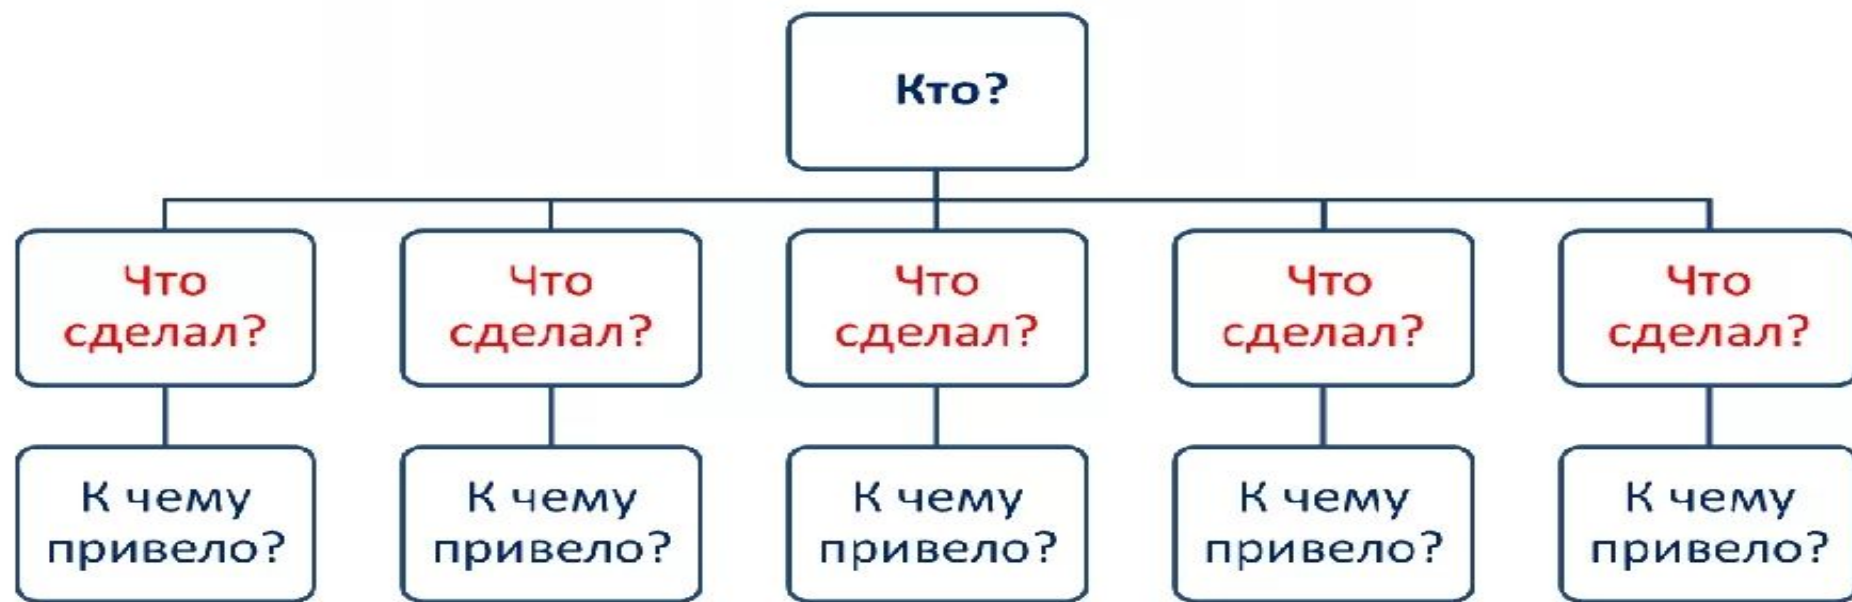 Кто?
Что
сделал?
Что
сделал?
Что
сделал?
Что
сделал?
Что
сделал?
К чему
привело?
К чему
привело?
К чему
привело?
К чему
привело?
К чему
привело?